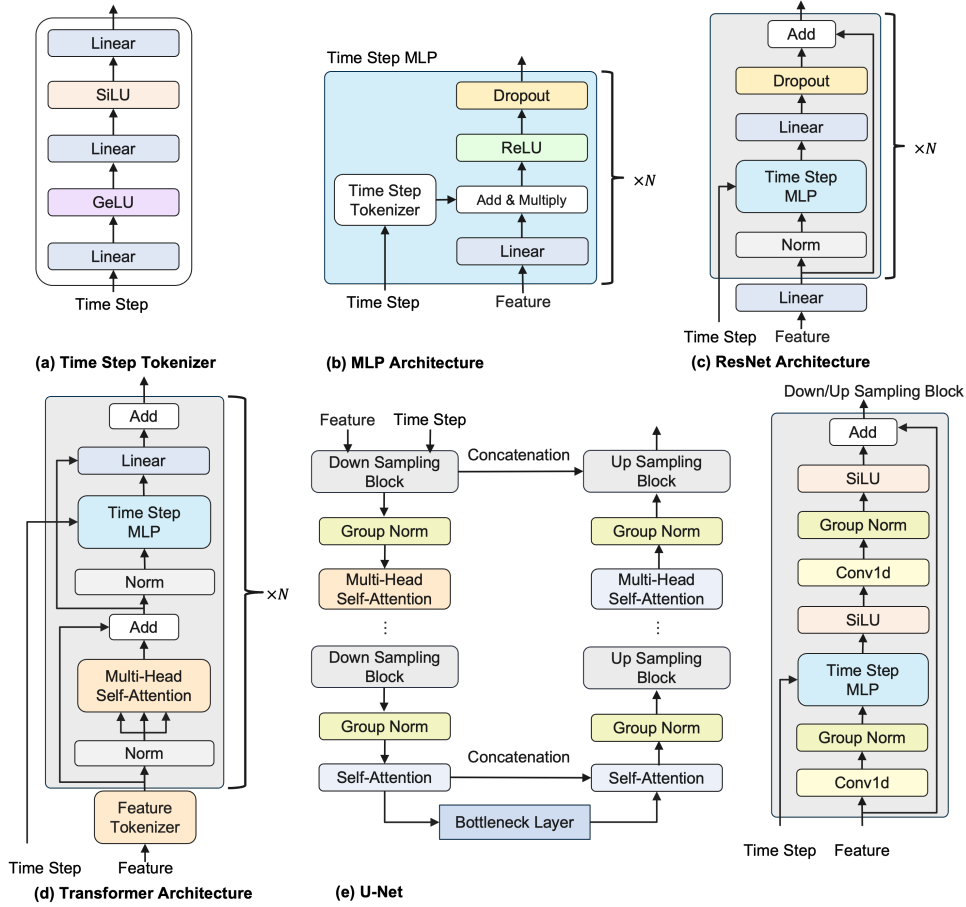 Linear
SiLU
Linear
GeLU
Linear
Time Step
(a) Time Step Tokenizer
Time Step MLP
Dropout
ReLU
Time Step
Tokenizer
Add & Multiply
Linear
×N
Time Step
Feature
(b) MLP Architecture
Add
Dropout
Linear
Time Step
MLP
Norm
×N
Linear
Time Step
Feature
(c) ResNet Architecture
Add
Linear
Time Step
MLP
Norm
Add
Multi-Head
Self-Attention
Norm
×N
Feature
Tokenizer
Time Step
Feature
(d) Transformer Architecture
Feature
Time Step
Down Sampling
Block
Concatenation
Up Sampling
Block
Group Norm
Group Norm
Multi-Head
Self-Attention
Multi-Head
Self-Attention
⋮
⋮
Down Sampling
Block
Up Sampling
Block
Group Norm
Group Norm
Self-Attention
Concatenation
Self-Attention
Bottleneck Layer
(e) U-Net
Down/Up Sampling Block
Add
SiLU
Group Norm
Conv1d
SiLU
Time Step
MLP
Group Norm
Conv1d
Time Step
Feature